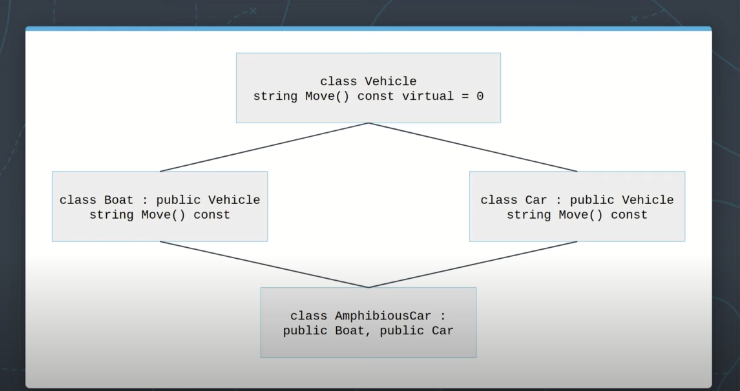 class Vehicle
string Move() const virtual = 0
class Boat : public Vehicle
string Move() const
class Car : public Vehicle
string Move() const
class AmphibiousCar :
public Boat, public Car